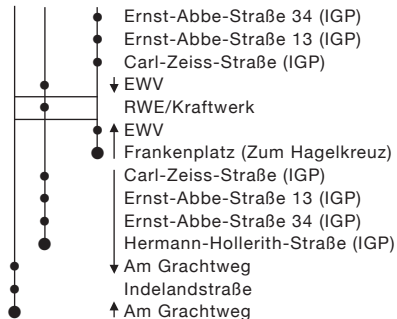 Ernst-Abbe-Straße 34 (IGP)
Ernst-Abbe-Straße 13 (IGP)
Carl-Zeiss-Straße (IGP)
EWV
RWE/Kraftwerk
EWV
Frankenplatz (Zum Hagelkreuz)
Carl-Zeiss-Straße (IGP)
Ernst-Abbe-Straße 13 (IGP)
Ernst-Abbe-Straße 34 (IGP)
Hermann-Hollerith-Straße (IGP)
Am Grachtweg
Indelandstraße
Am Grachtweg